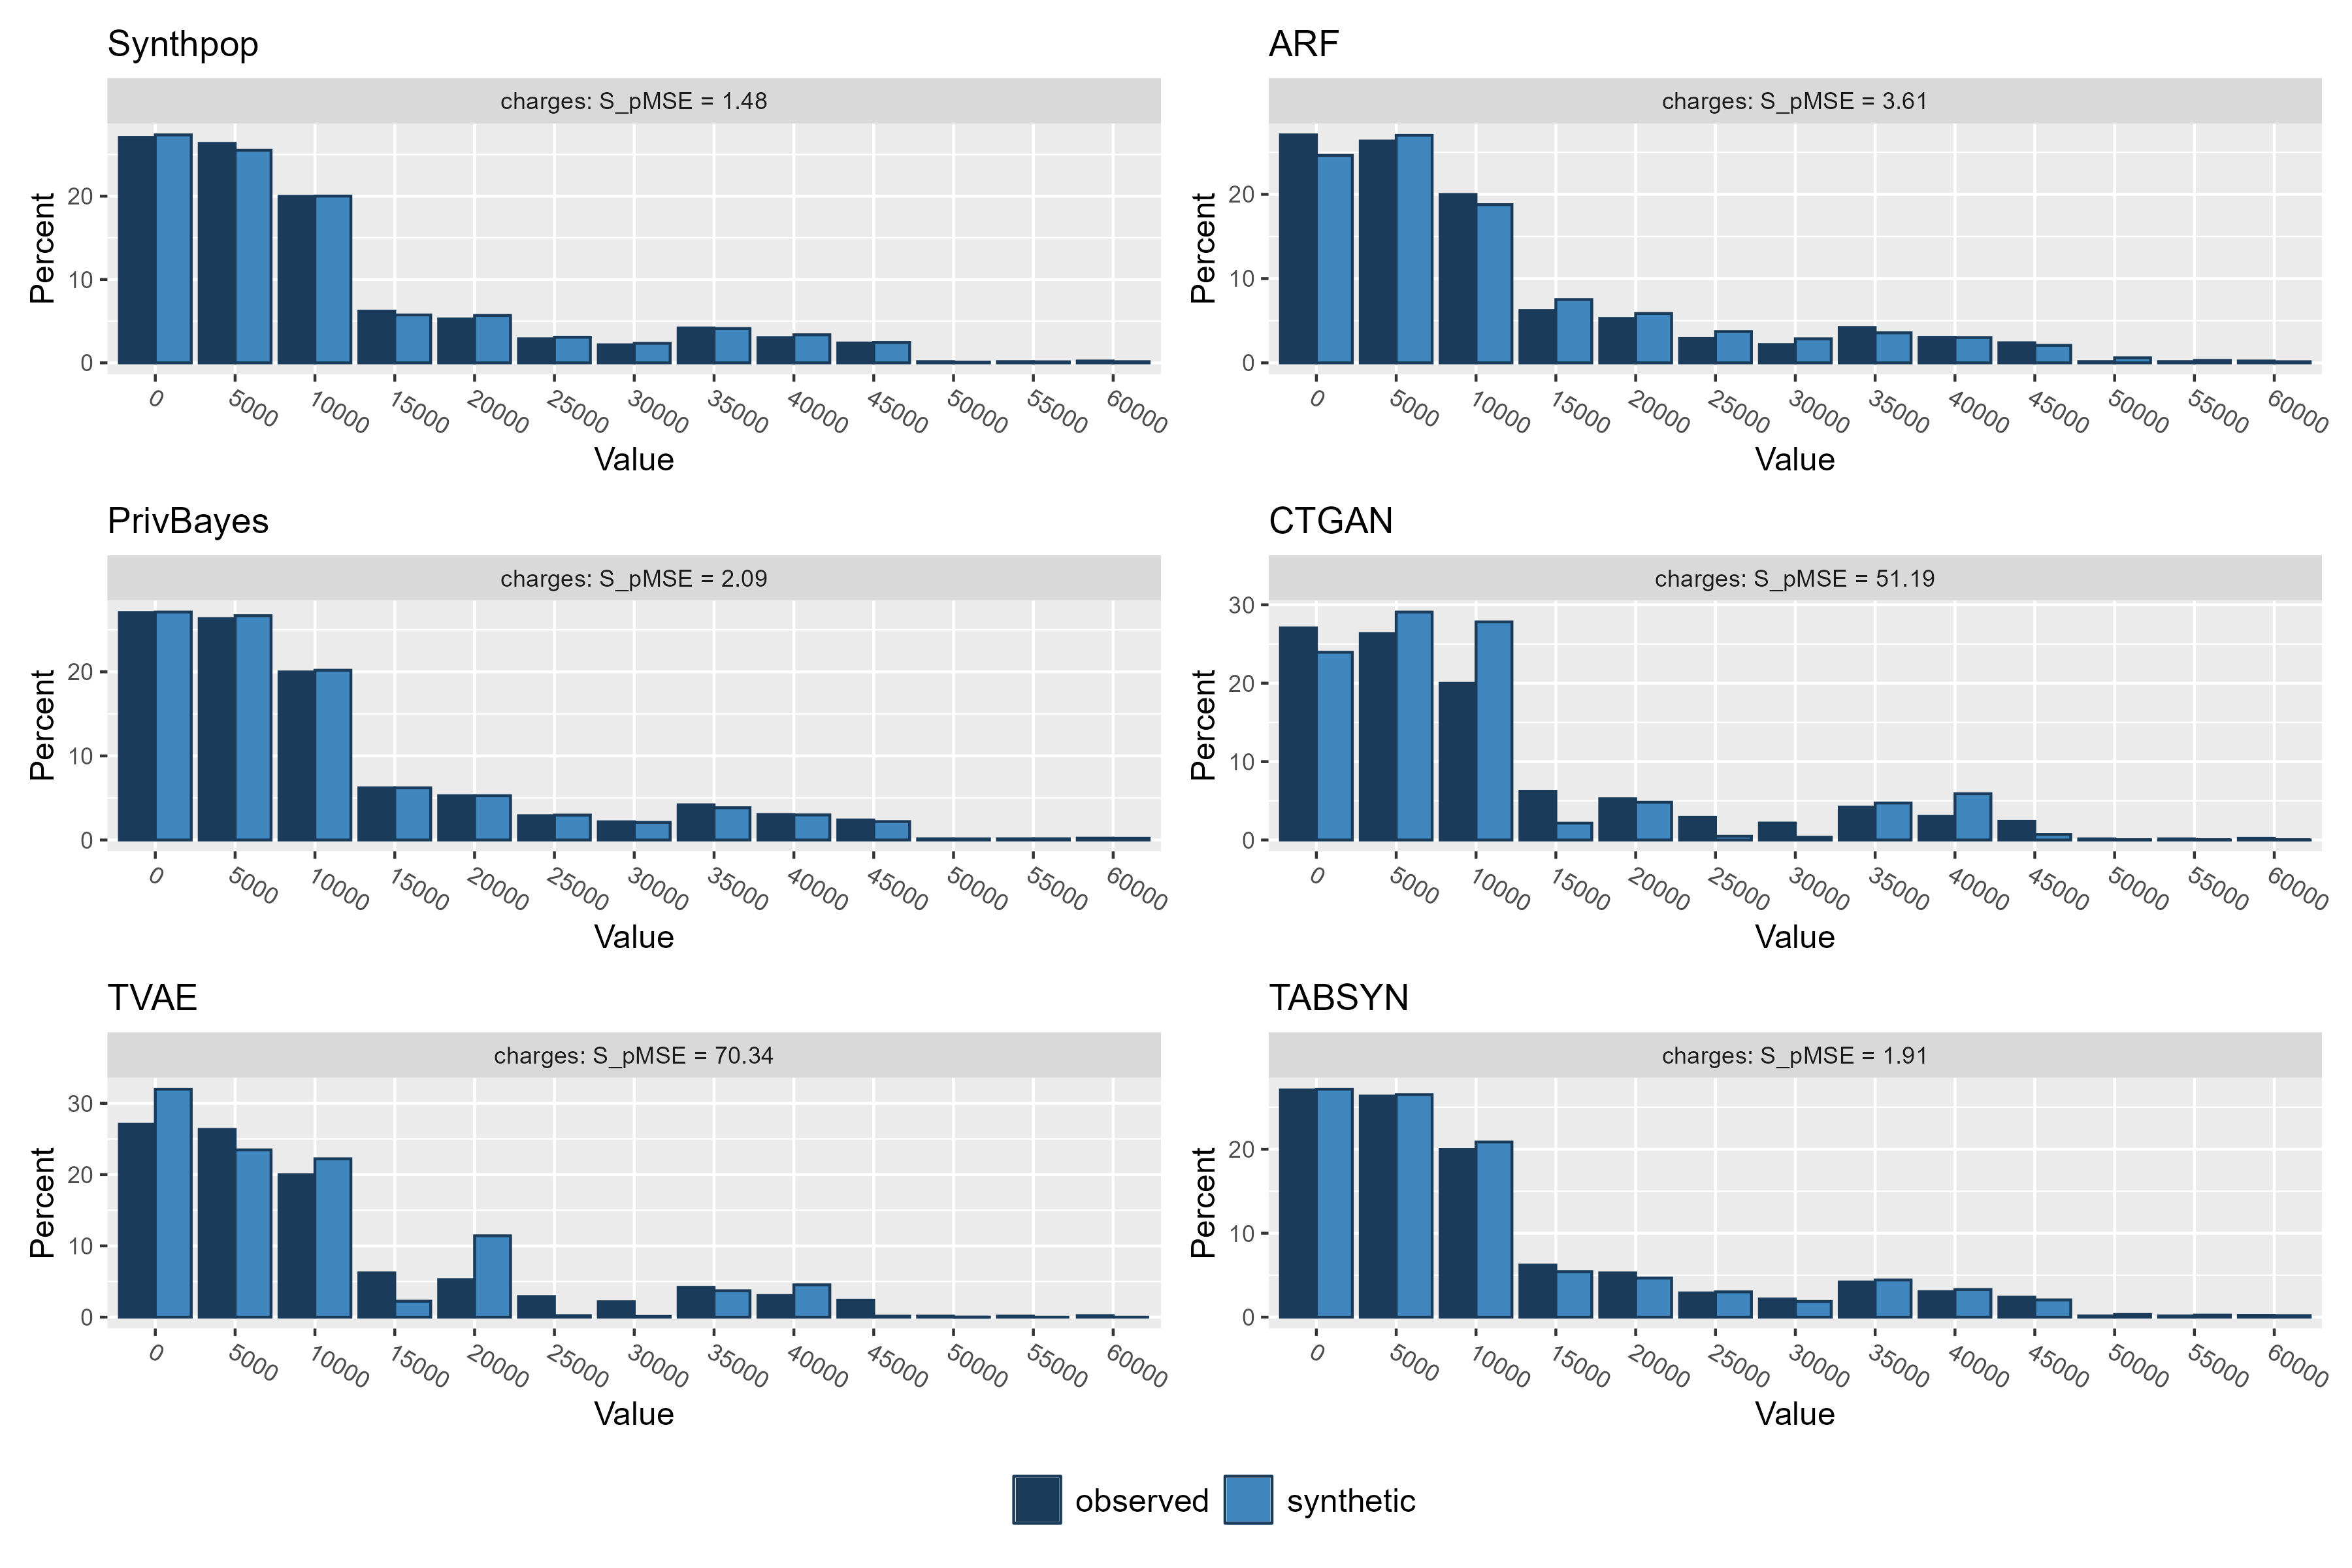 Synthpop
charges: S_pMSE = 1.48
Percent
20
10
0
0 5000 10000 15000 20000 25000 30000 35000 40000 45000 50000 55000 60000
Value
ARF
charges: S_pMSE = 3.61
Percent
20
10
0
0 5000 10000 15000 20000 25000 30000 35000 40000 45000 50000 55000 60000
Value
PrivBayes
charges: S_pMSE = 2.09
Percent
20
10
0
0 5000 10000 15000 20000 25000 30000 35000 40000 45000 50000 55000 60000
Value
CTGAN
charges: S_pMSE = 51.19
Percent
30
20
10
0
0 5000 10000 15000 20000 25000 30000 35000 40000 45000 50000 55000 60000
Value
TVAE
charges: S_pMSE = 70.34
Percent
30
20
10
0
0 5000 10000 15000 20000 25000 30000 35000 40000 45000 50000 55000 60000
Value
TABSYN
charges: S_pMSE = 1.91
Percent
20
10
0
0 5000 10000 15000 20000 25000 30000 35000 40000 45000 50000 55000 60000
Value
observed synthetic